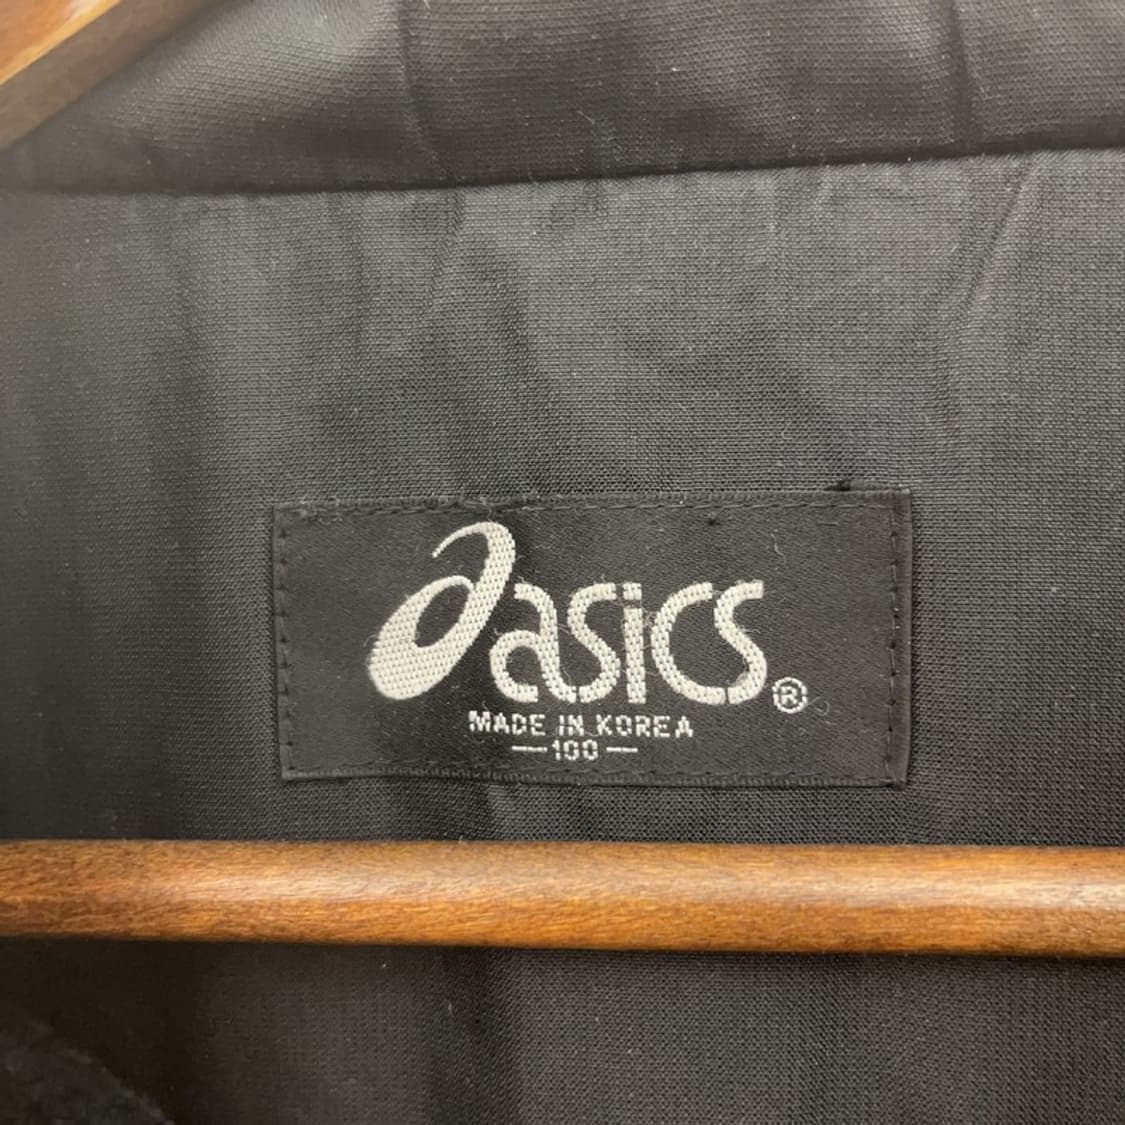 asics®
MADE IN KOREA
—100—